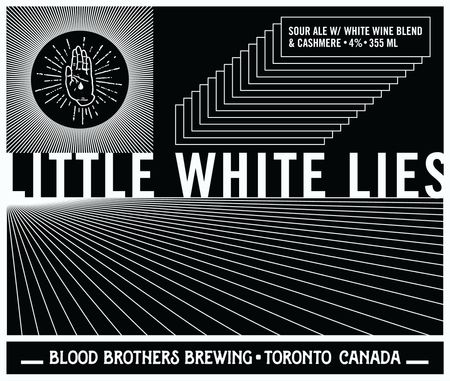 SOUR ALE W/ WHITE WINE BLEND
& CASHMERE • 4% • 355 ML
LITTLE WHITE LIES
BLOOD BROTHERS BREWING • TORONTO CANADA